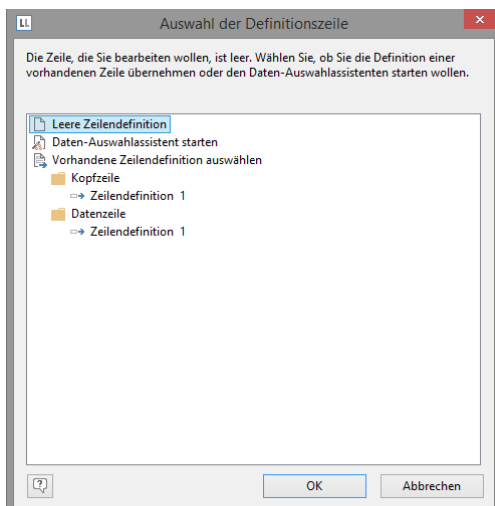 LL
Auswahl der Definitionszeile
Die Zeile, die Sie bearbeiten wollen, ist leer. Wählen Sie, ob Sie die Definition einer
vorhandenen Zeile übernehmen oder den Daten-Auswahlassistenten starten wollen.
Leere Zeilendefinition
Daten-Auswahlassistent starten
Vorhandene Zeilendefinition auswählen
Kopfzeile
Zeilendefinition 1
Datenzeile
Zeilendefinition 1
OK
Abbrechen